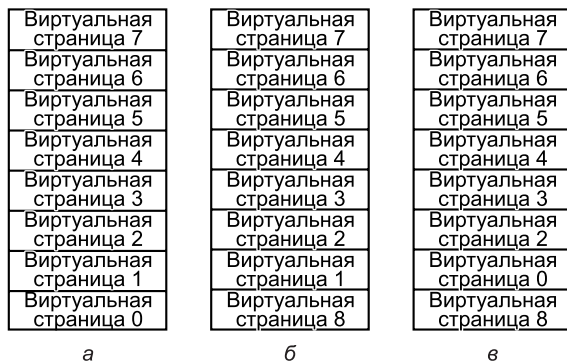 Виртуальная
страница 7
Виртуальная
страница 6
Виртуальная
страница 5
Виртуальная
страница 4
Виртуальная
страница 3
Виртуальная
страница 2
Виртуальная
страница 1
Виртуальная
страница 0
а
Виртуальная
страница 7
Виртуальная
страница 6
Виртуальная
страница 5
Виртуальная
страница 4
Виртуальная
страница 3
Виртуальная
страница 2
Виртуальная
страница 1
Виртуальная
страница 8
б
Виртуальная
страница 7
Виртуальная
страница 6
Виртуальная
страница 5
Виртуальная
страница 4
Виртуальная
страница 3
Виртуальная
страница 2
Виртуальная
страница 0
Виртуальная
страница 8
в